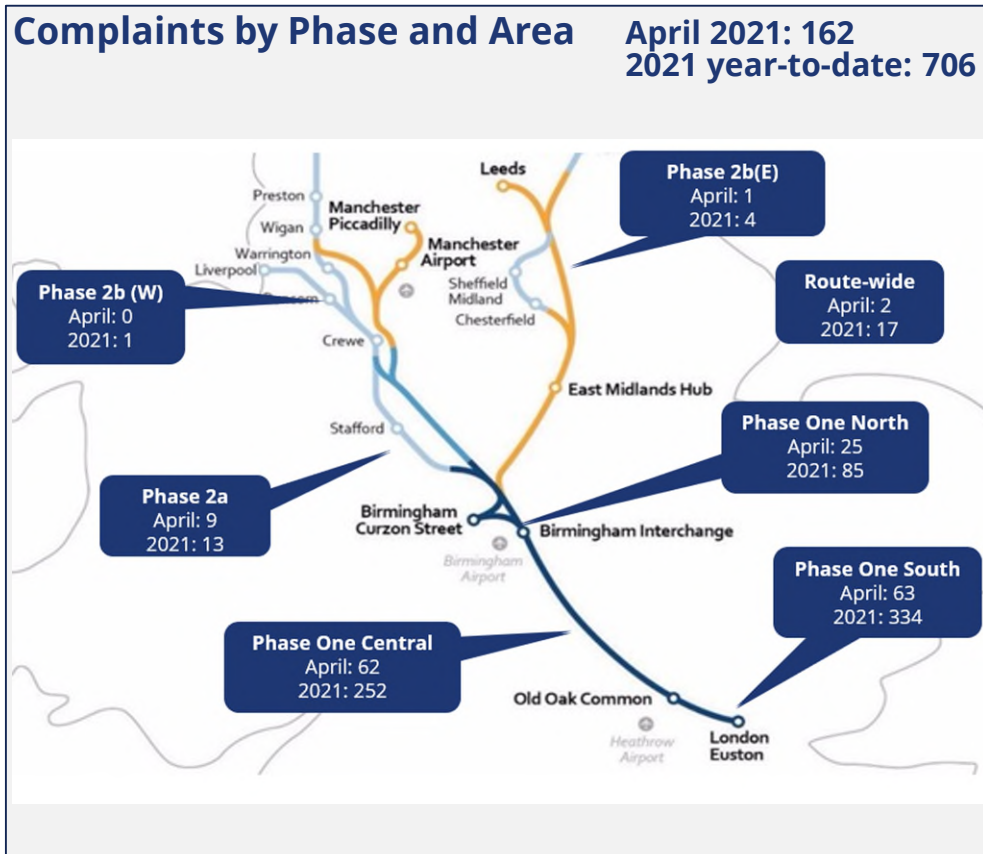 Complaints by Phase and Area
April 2021: 162
2021 year-to-date: 706
Leeds
Phase 2b(E)
April: 1
2021: 4
Preston
Manchester
Piccadilly
Wigan
Manchester
Airport
Warrington
Liverpool
Sheffield
Midland
Chesterfield
Route-wide
April: 2
2021: 17
Phase 2b (W)
April: 0
2021: 1
Crewe
East Midlands Hub
Stafford
Phase One North
April: 25
2021: 85
Phase 2a
April: 9
2021: 13
Birmingham
Curzon Street
Birmingham Interchange
Birmingham
Airport
Phase One South
April: 63
2021: 334
Phase One Central
April: 62
2021: 252
Old Oak Common
Heathrow
Airport
London
Euston